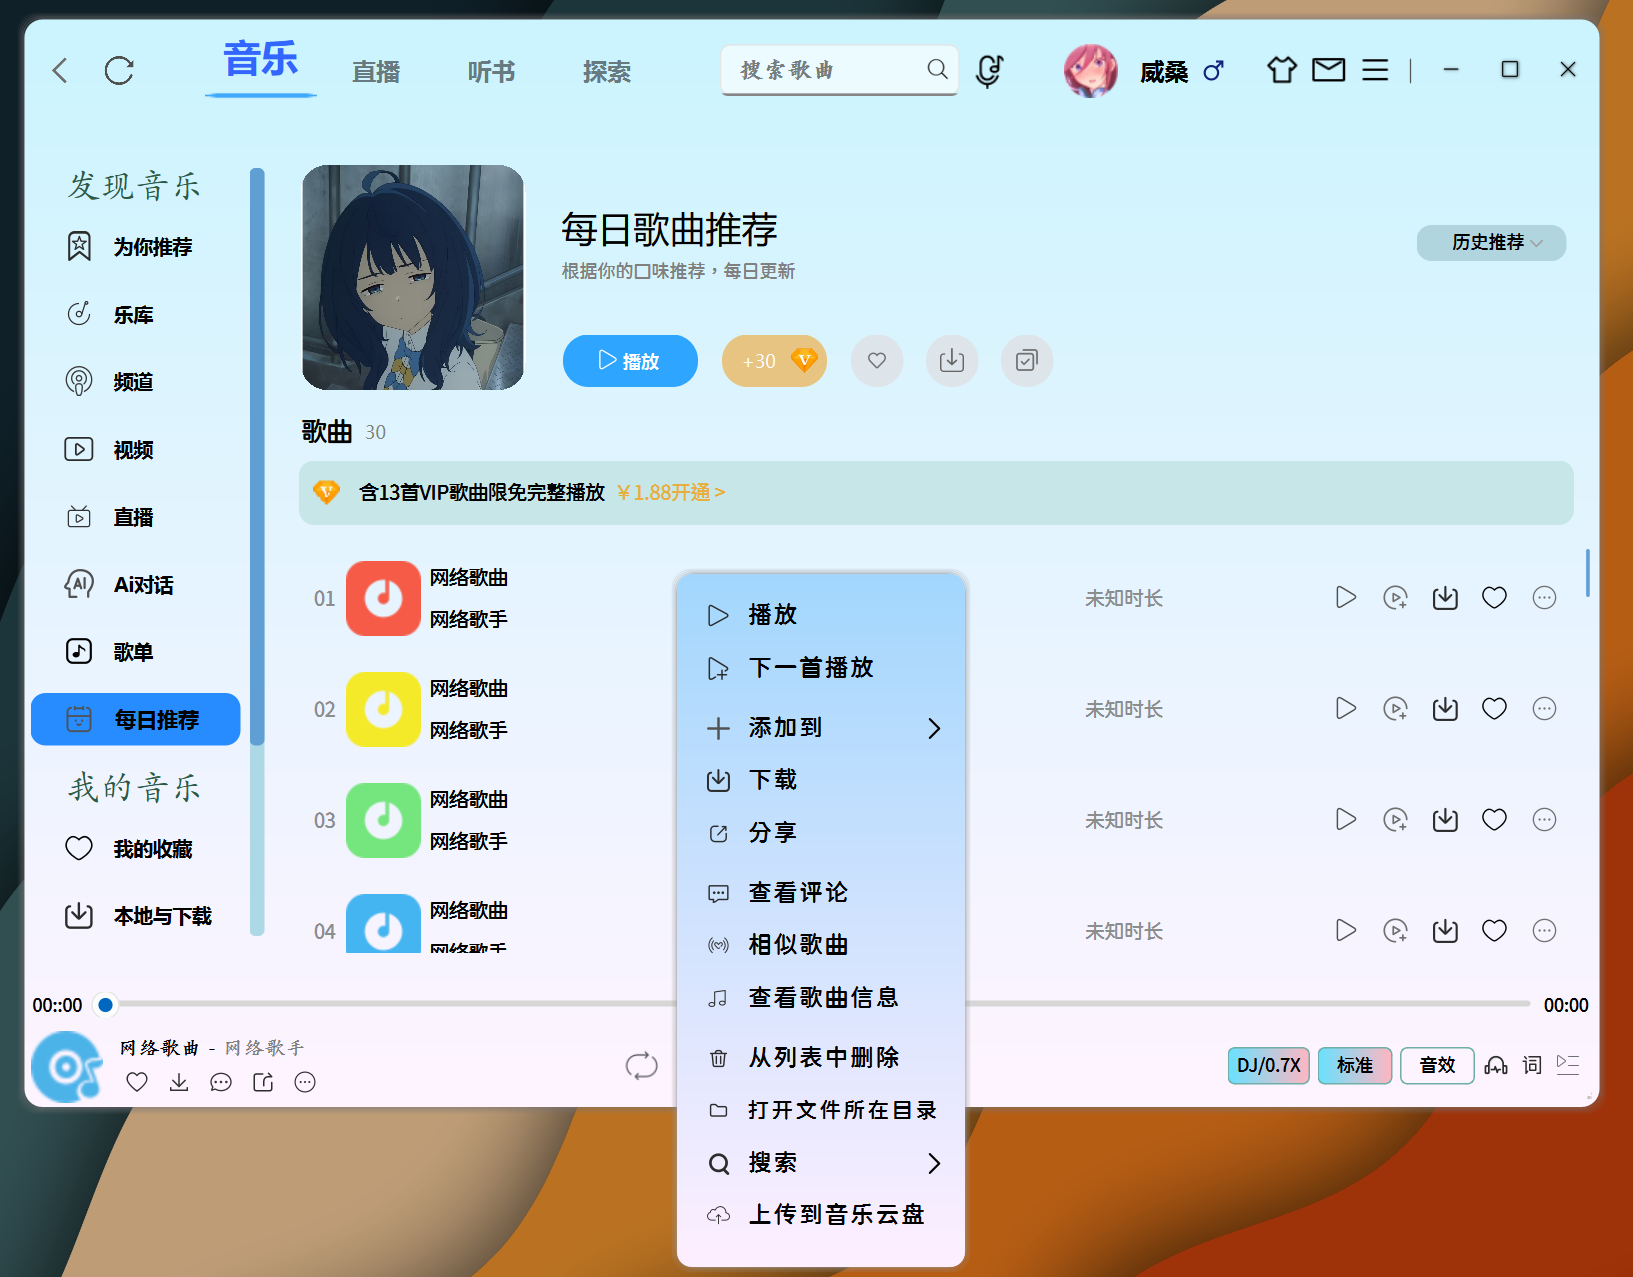 音乐
直播
听书
探索
搜索歌曲
威桑
发现音乐
为你推荐
乐库
频道
视频
直播
Ai对话
歌单
每日推荐
我的音乐
我的收藏
本地与下载
每日歌曲推荐
根据你的口味推荐，每日更新
历史推荐
播放
+30
歌曲 30
含13首VIP歌曲限免完整播放 ￥1.88开通 >
01
网络歌曲
网络歌手
未知时长
02
网络歌曲
网络歌手
未知时长
03
网络歌曲
网络歌手
未知时长
04
网络歌曲
网络歌手
未知时长
播放
下一首播放
添加到
下载
分享
查看评论
相似歌曲
查看歌曲信息
从列表中删除
打开文件所在目录
搜索
上传到音乐云盘
00::00
00:00
网络歌曲 - 网络歌手
DJ/0.7X
标准
音效
词